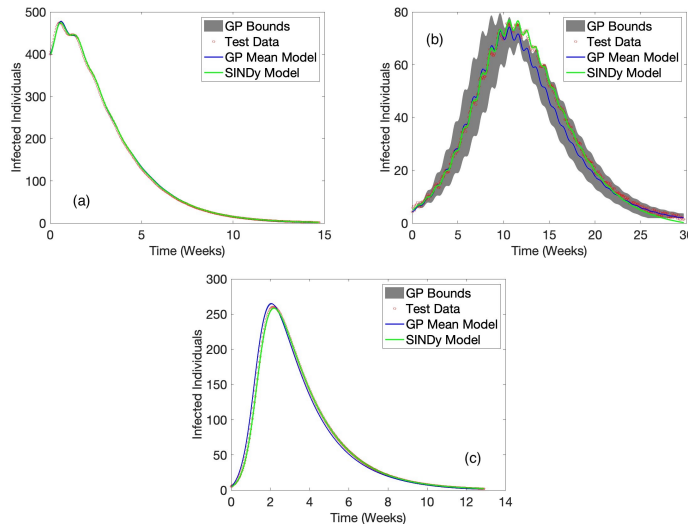 500
400
300
200
100
0
0
5
10
15
Time (Weeks)
Infected Individuals
GP Bounds
Test Data
GP Mean Model
SINDy Model
(a)
80
60
40
20
0
0
5
10
15
20
25
30
Time (Weeks)
Infected Individuals
GP Bounds
Test Data
GP Mean Model
SINDy Model
(b)
300
250
200
150
100
50
0
0
2
4
6
8
10
12
14
Time (Weeks)
Infected Individuals
GP Bounds
Test Data
GP Mean Model
SINDy Model
(c)